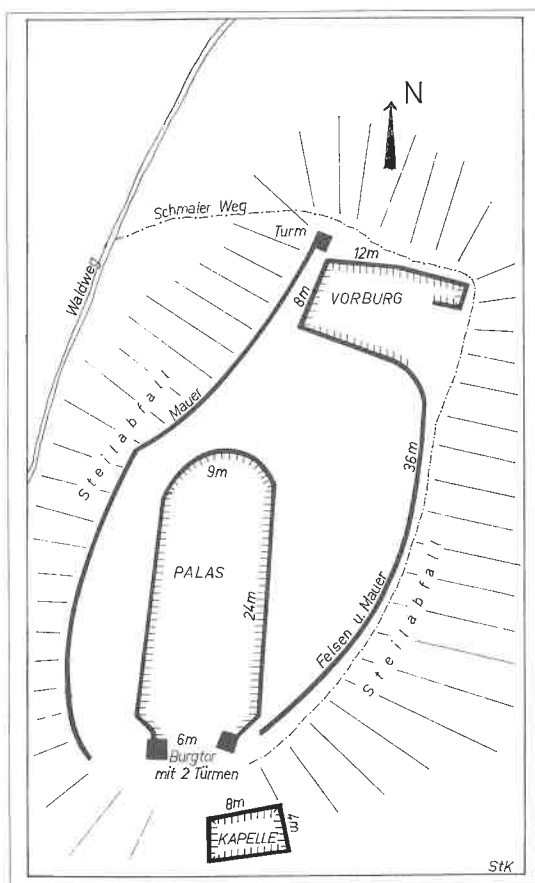 N
Schmaler Weg
Turm
12m
Waldweg
8m
VORBURG
Steilabfall
Mauer
36m
9m
PALAS
24m
Felsen u. Mauer
Steilabfall
6m
Burgtor
mit 2 Türmen
8m
4m
KAPELLE
StK